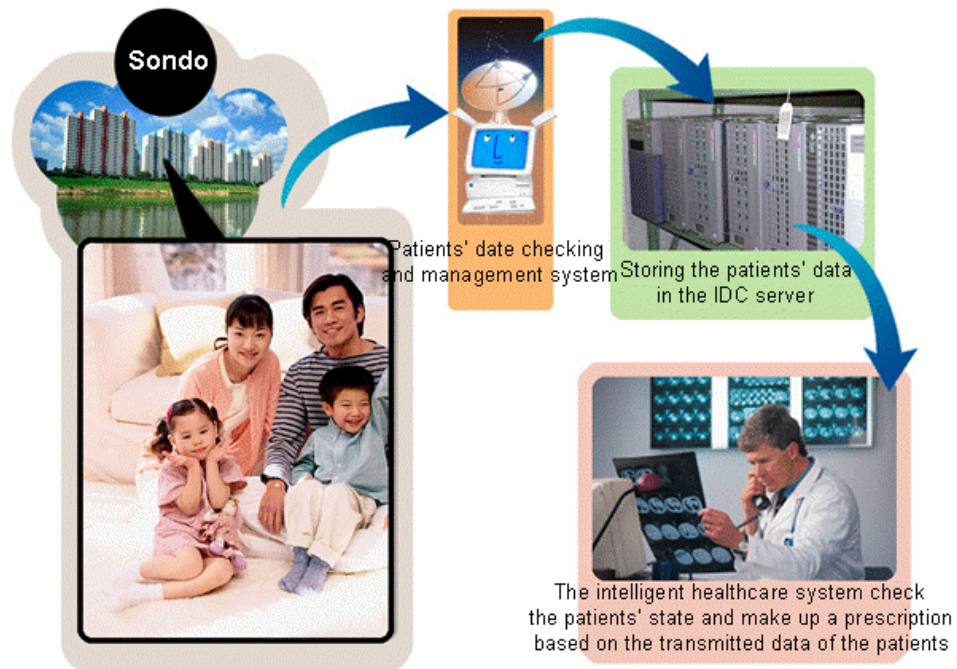 Sondo
Patients' date checking
and management system
Storing the patients' data
in the IDC server
The intelligent healthcare system check
the patients' state and make up a prescription
based on the transmitted data of the patients